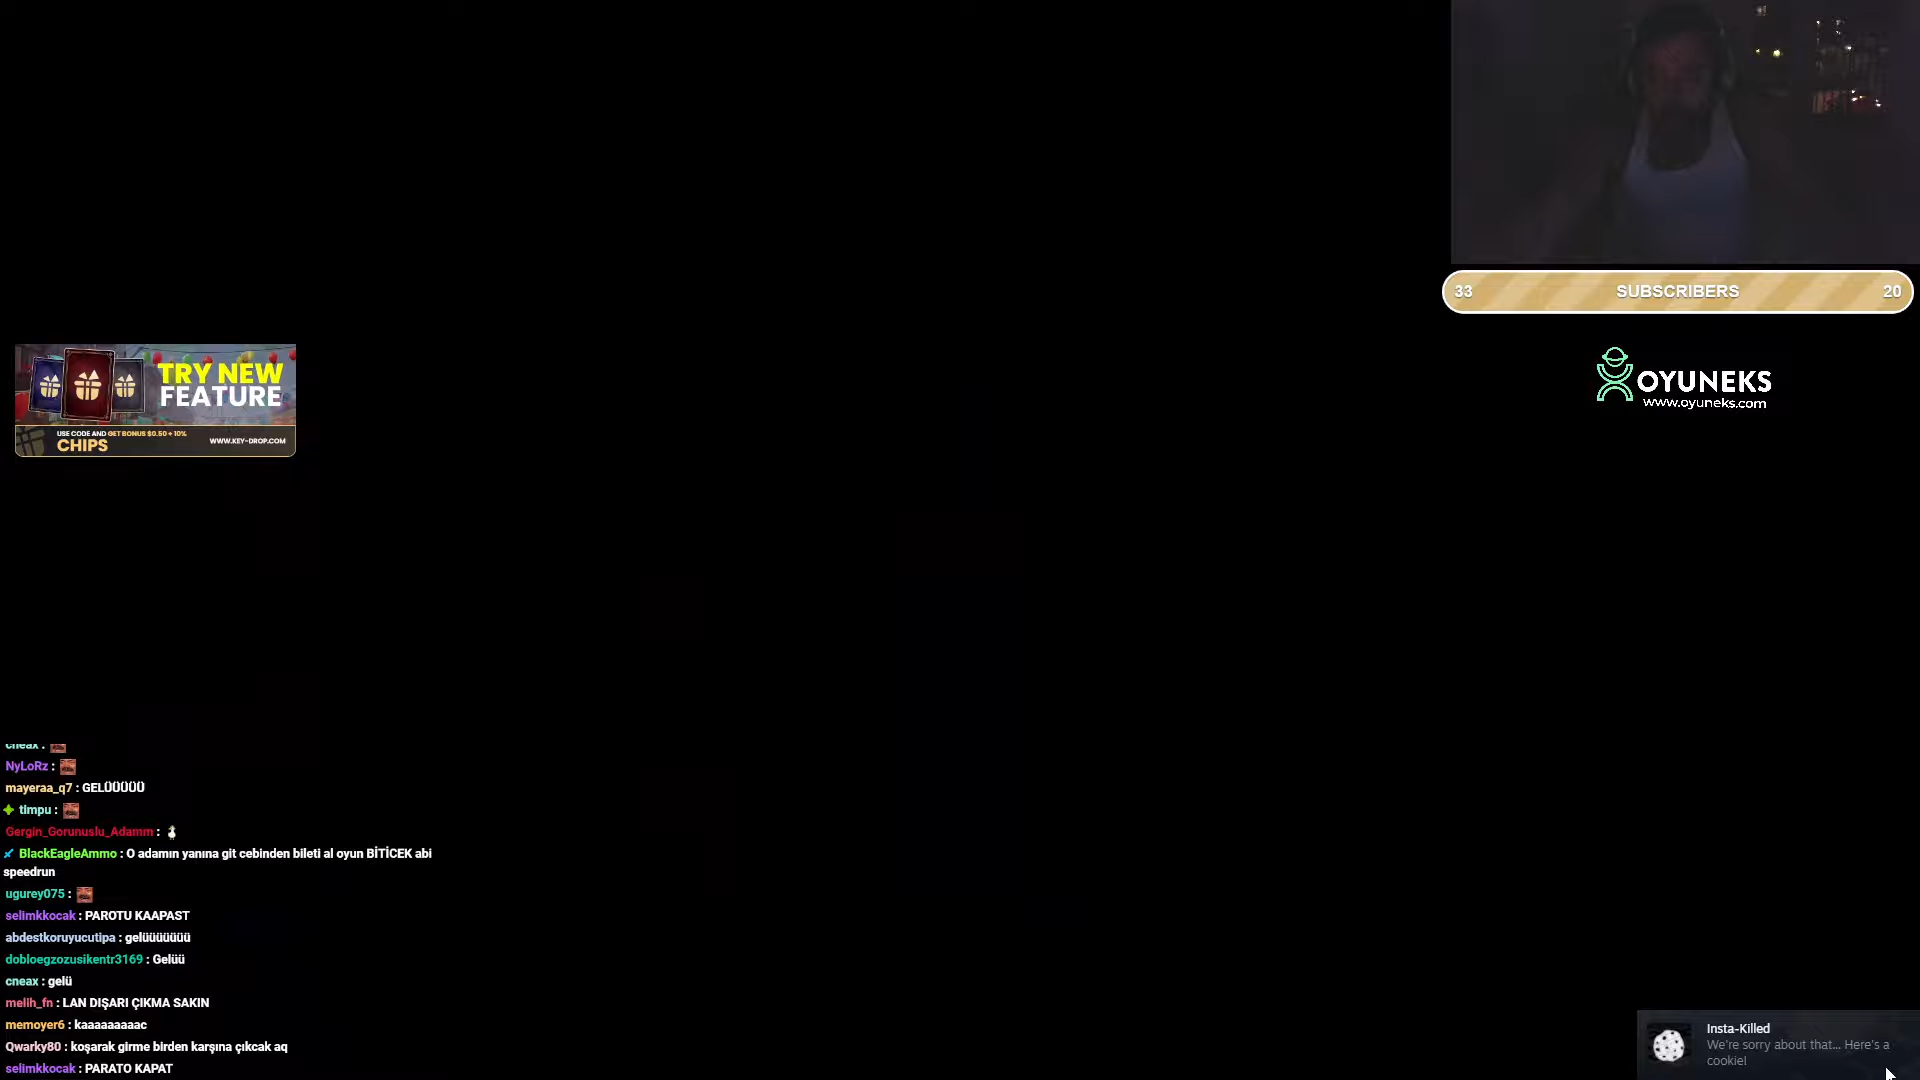 33 SUBSCRIBERS 20
TRY NEW
FEATURE
USE CODE AND GET BONUS $0.50 + 10%
CHIPS
WWW.KEY-DROP.COM
OYUNEKS
www.oyuneks.com
cneax :
NyLoRz :
mayeraa_q7 : GELÜÜÜÜÜ
timpu :
Gergin_Gorunuslu_Adamm :
BlackEagleAmmo : O adamın yanına git cebinden bileti al oyun BİTİCEK abi
speedrun
ugurey075 :
selimkkocak : PAROTU KAAPAST
abdestkoruyucutipa : gelüüüüüüü
dobloegzozusikentr3169 : Gelüü
cneax : gelü
melih_fn : LAN DIŞARI ÇIKMA SAKIN
memoyer6 : kaaaaaaaaac
Qwarky80 : koşarak girme birden karşına çıkcak aq
selimkkocak : PARATO KAPAT
Insta-Killed
We're sorry about that... Here's a
cookie!